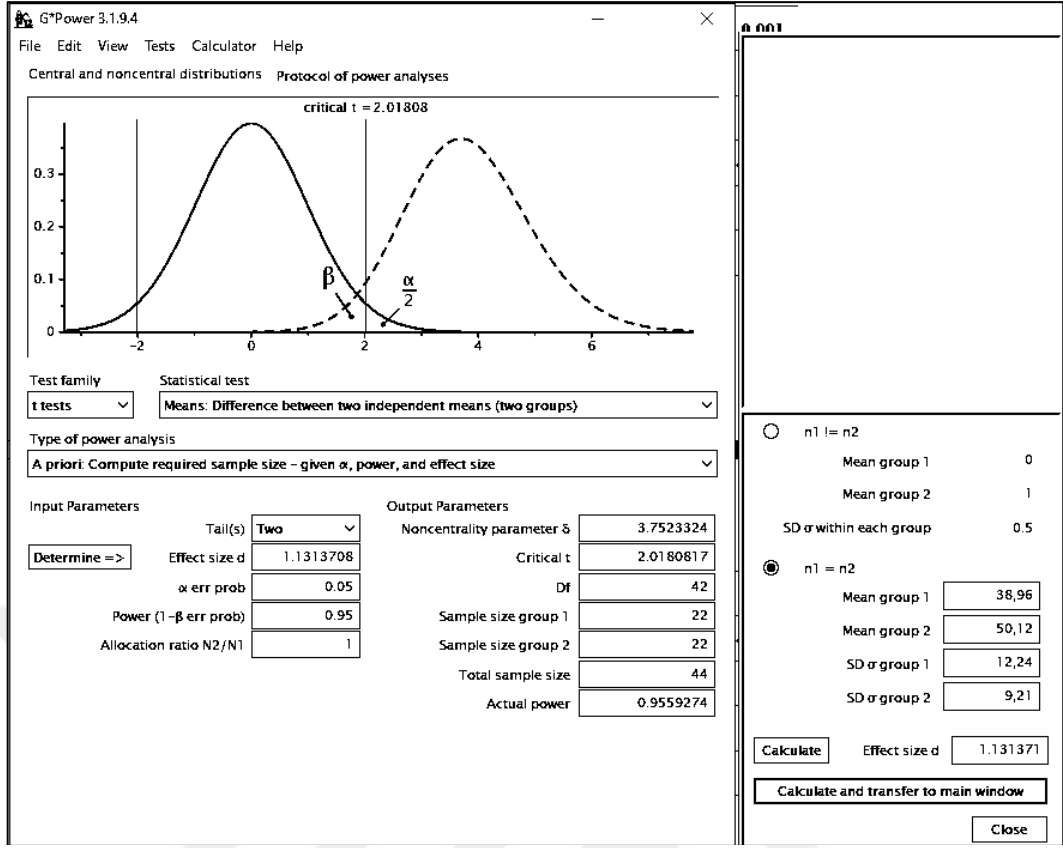 G*Power 3.1.9.4
File Edit View Tests Calculator Help
Central and noncentral distributions Protocol of power analyses
critical t = 2.01808
0.3
0.2
0.1
0
β
α
2
-2 0 2 4 6
Test family Statistical test
t tests Means: Difference between two independent means (two groups)
Type of power analysis
A priori: Compute required sample size – given α, power, and effect size
Input Parameters Output Parameters
Tail(s) Two Noncentrality parameter δ 3.7523324
Determine => Effect size d 1.1313708 Critical t 2.0180817
α err prob 0.05 Df 42
Power (1-β err prob) 0.95 Sample size group 1 22
Allocation ratio N2/N1 1 Sample size group 2 22
Total sample size 44
Actual power 0.9559274
0.001
n1 != n2
Mean group 1 0
Mean group 2 1
SD σ within each group 0.5
n1 = n2
Mean group 1 38,96
Mean group 2 50,12
SD σ group 1 12,24
SD σ group 2 9,21
Calculate Effect size d 1.131371
Calculate and transfer to main window
Close